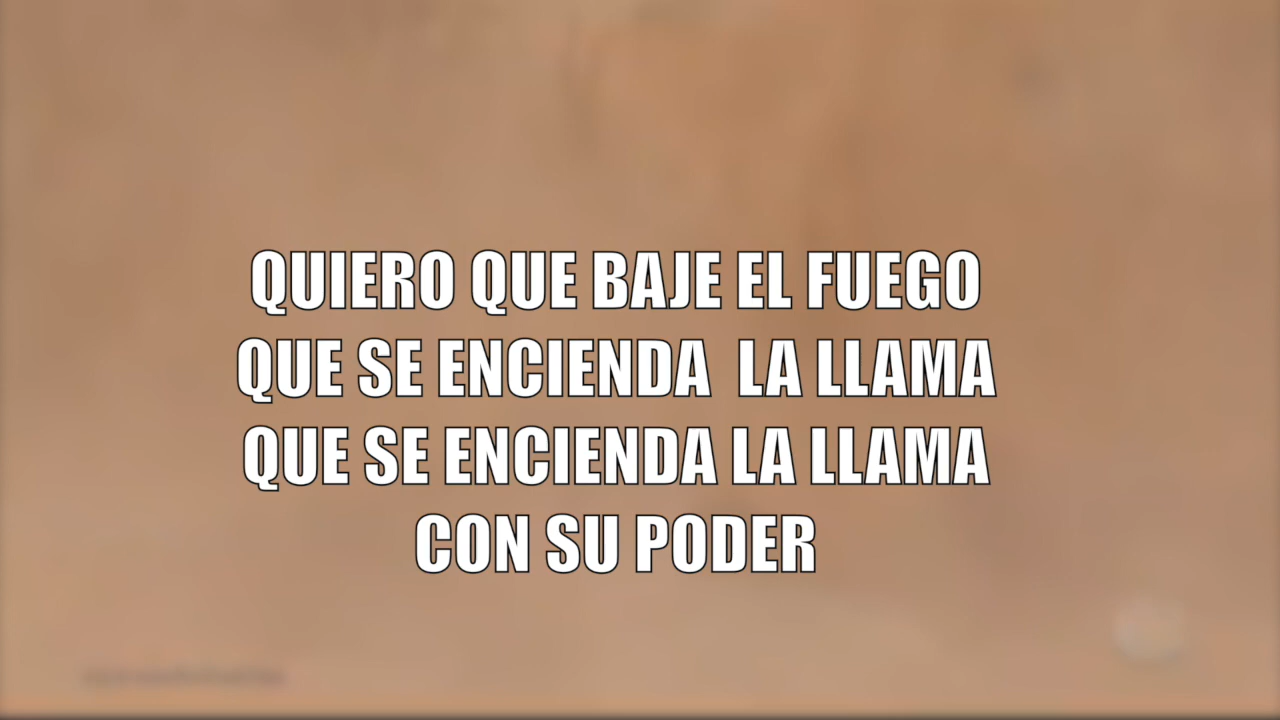 QUIERO QUE BAJE EL FUEGO
QUE SE ENCIENDA LA LLAMA
QUE SE ENCIENDA LA LLAMA
CON SU PODER